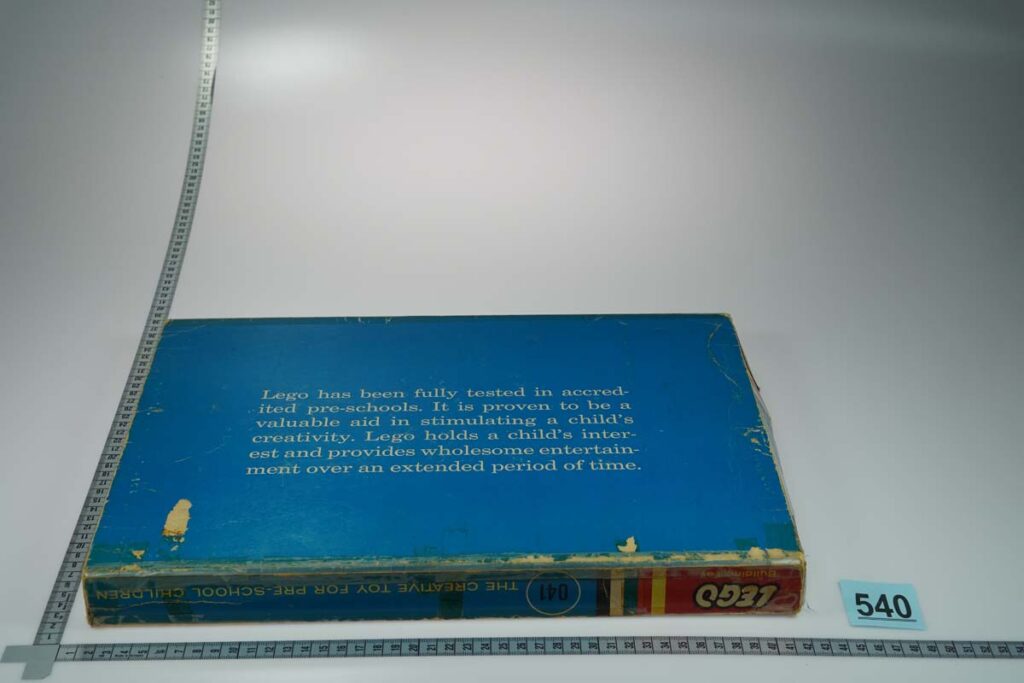 Lego has been fully tested in accred-
ited pre-schools. It is proven to be a
valuable aid in stimulating a child's
creativity. Lego holds a child's inter-
est and provides wholesome entertain-
ment over an extended period of time.
LEGO
Building Toy
041
THE CREATIVE TOY FOR PRE-SCHOOL CHILDREN
540